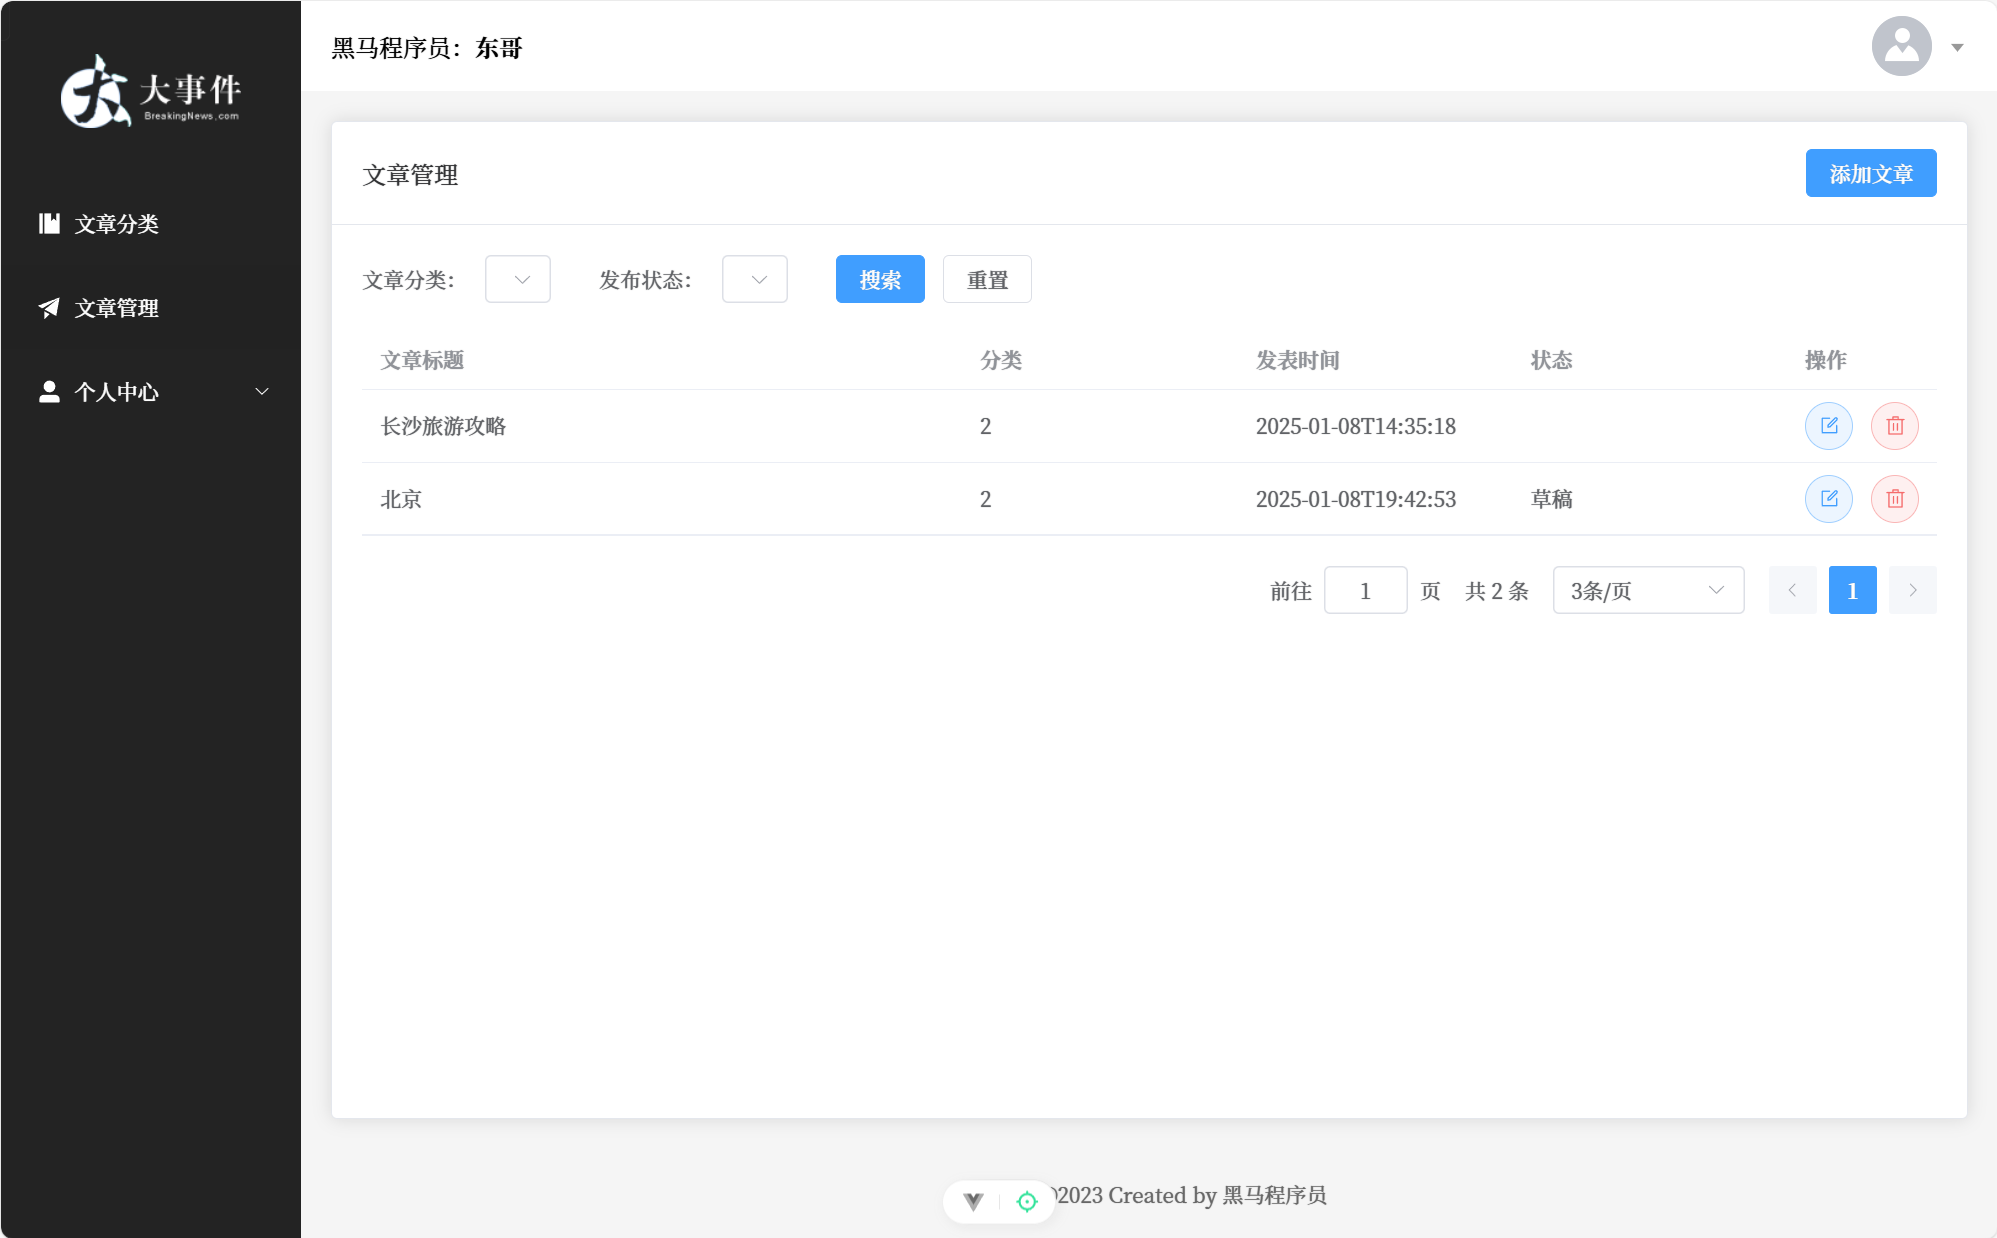 大事件
BreakingNews.com
文章分类
文章管理
个人中心
黑马程序员：东哥
文章管理
添加文章
文章分类：
发布状态：
搜索
重置
文章标题 分类 发表时间 状态 操作
长沙旅游攻略 2 2025-01-08T14:35:18
北京 2 2025-01-08T19:42:53 草稿
前往 1 页 共 2 条 3条/页 1
2023 Created by 黑马程序员